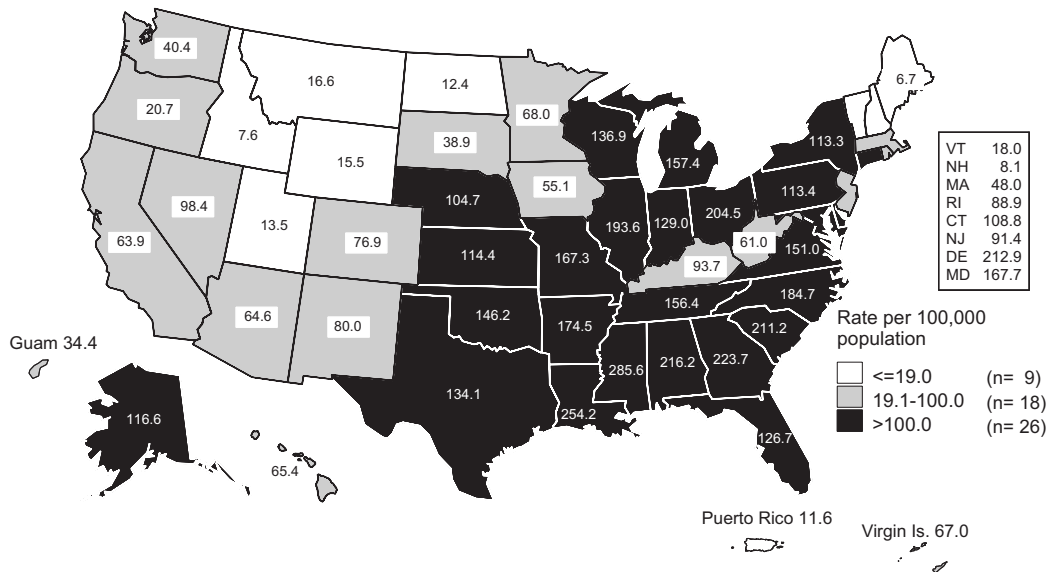 40.4
16.6
12.4
6.7
20.7
7.6
68.0
136.9
113.3
15.5
38.9
157.4
VT 18.0
NH 8.1
MA 48.0
RI 88.9
CT 108.8
NJ 91.4
DE 212.9
MD 167.7
98.4
13.5
104.7
55.1
113.4
63.9
76.9
114.4
167.3
193.6
129.0
204.5
61.0
151.0
93.7
64.6
80.0
146.2
174.5
156.4
184.7
211.2
Guam 34.4
134.1
254.2
285.6
216.2
223.7
126.7
Rate per 100,000
population
<=19.0 (n= 9)
19.1-100.0 (n= 18)
>100.0 (n= 26)
116.6
65.4
Puerto Rico 11.6
Virgin Is. 67.0